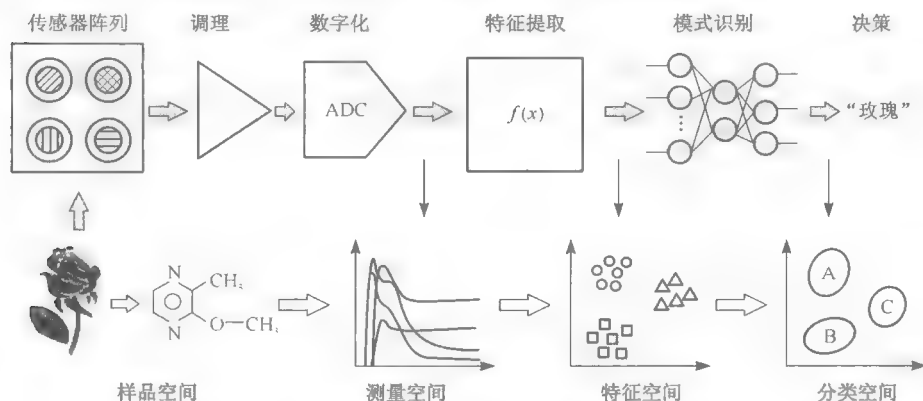 传感器阵列 调理 数字化 特征提取 模式识别 决策
ADC f(x) “玫瑰”
N CH₃
N O—CH₃
A
C
B
样品空间 测量空间 特征空间 分类空间